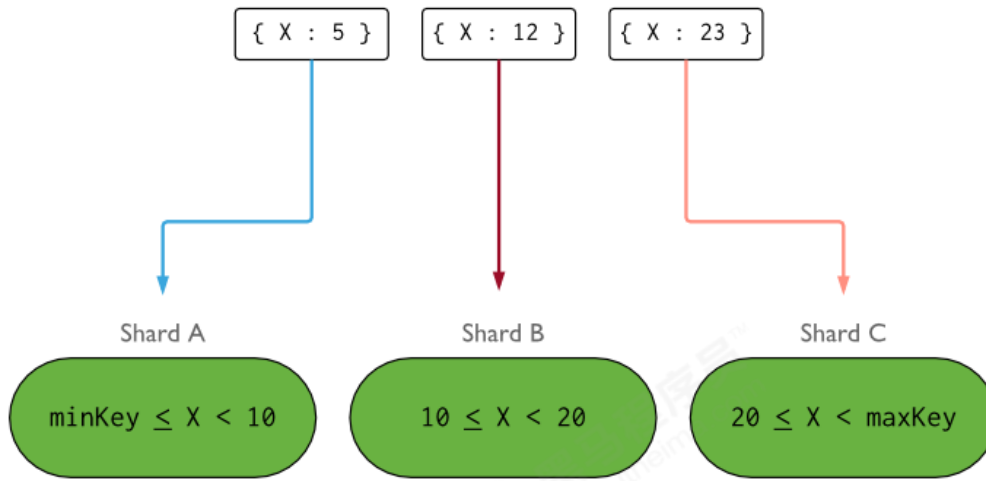 { X : 5 }
{ X : 12 }
{ X : 23 }
Shard A
Shard B
Shard C
minKey ≤ X < 10
10 ≤ X < 20
20 ≤ X < maxKey